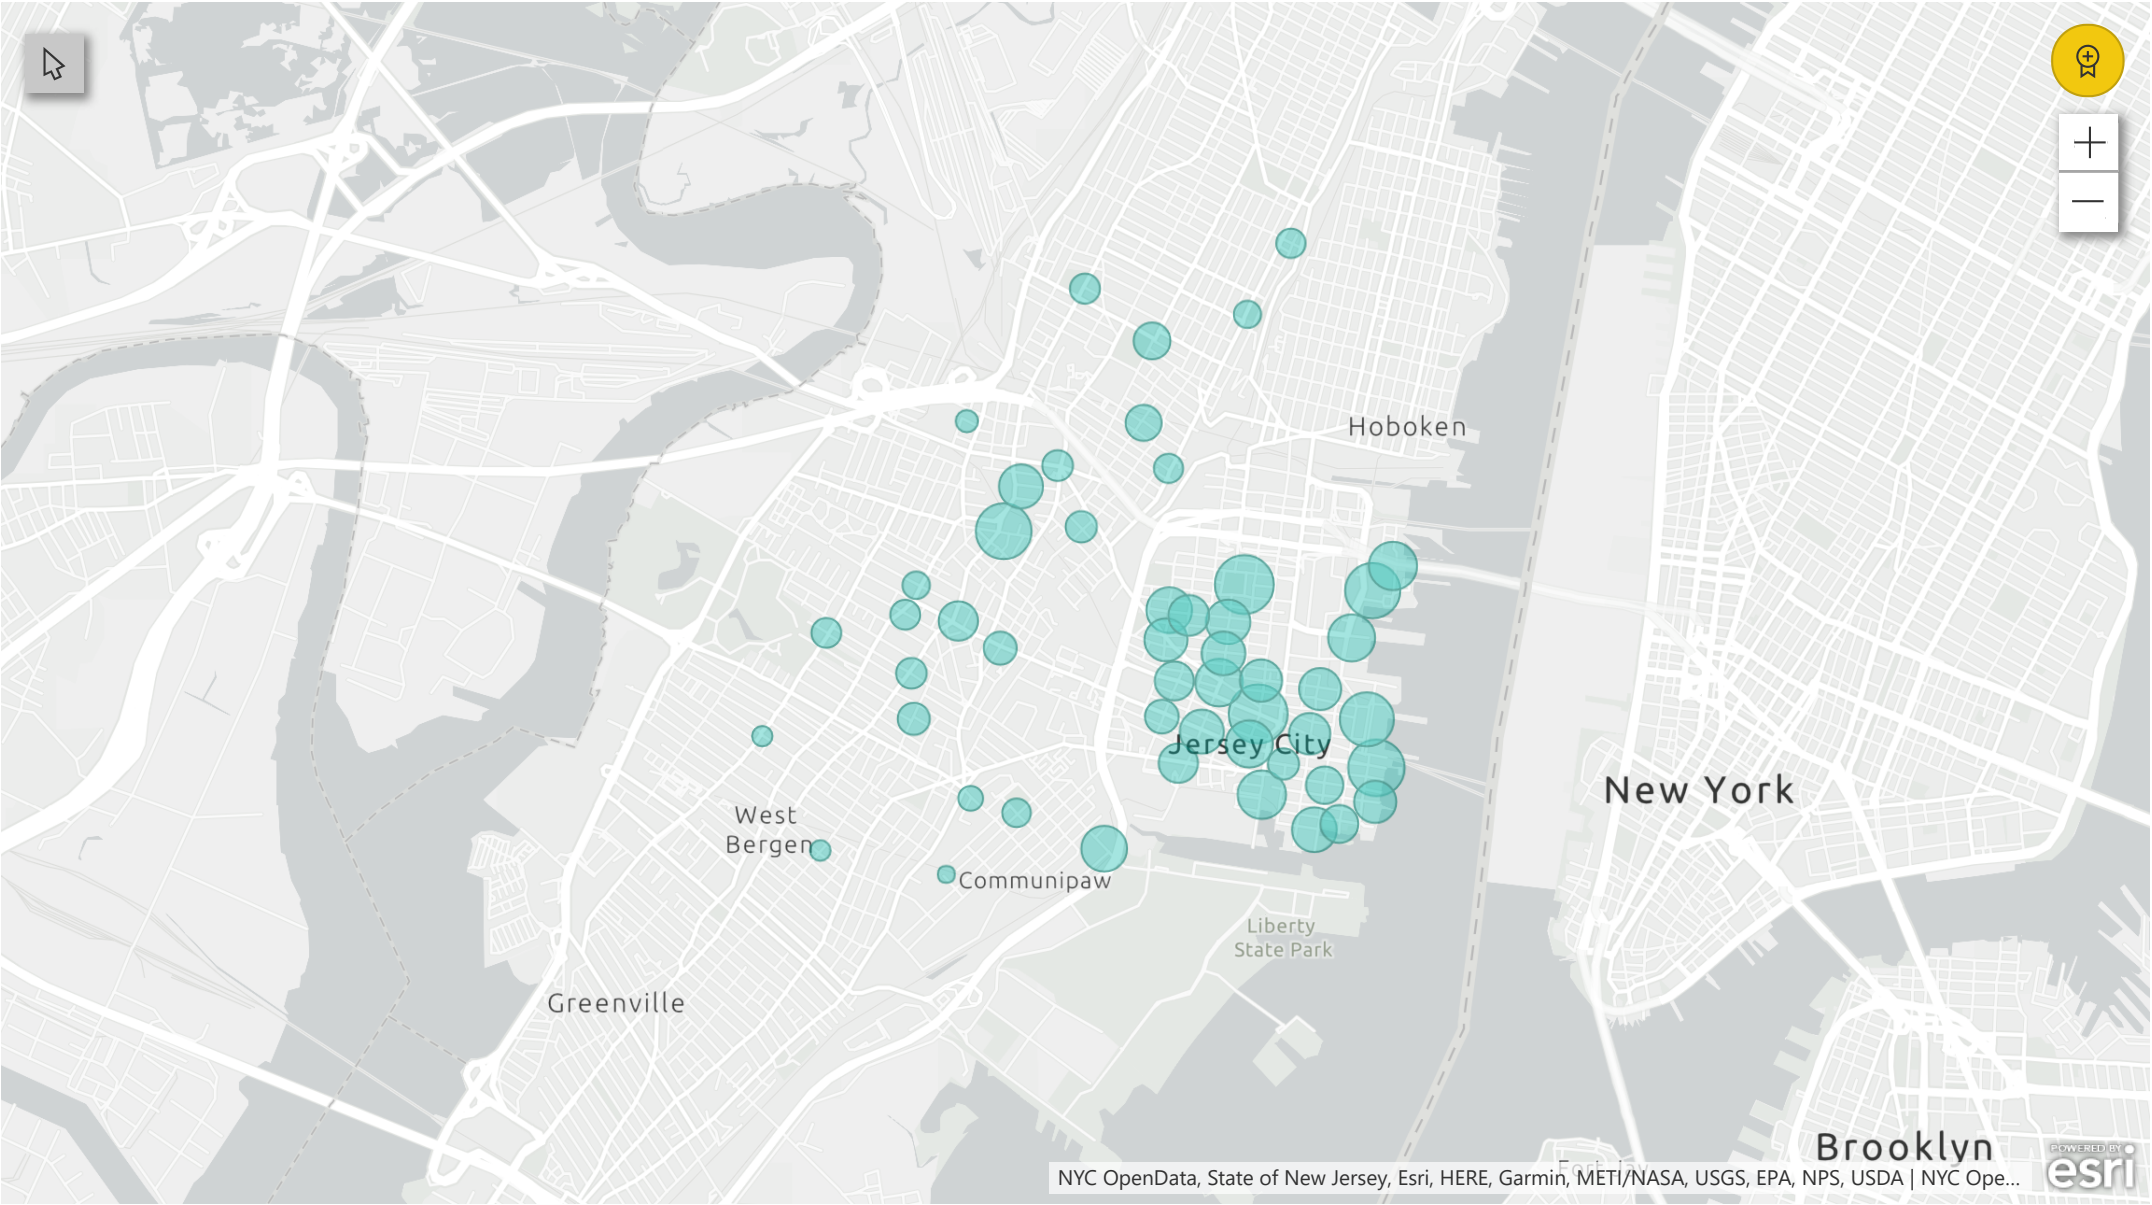 Hoboken
Jersey City
New York
West
Bergen
Communipaw
Liberty
State Park
Greenville
Brooklyn
POWERED BY
esri
NYC OpenData, State of New Jersey, Esri, HERE, Garmin, METI/NASA, USGS, EPA, NPS, USDA | NYC Ope...